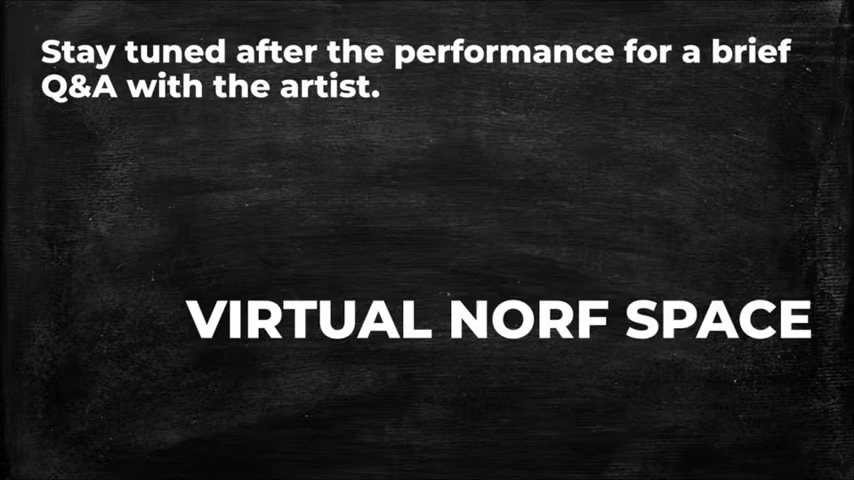 Stay tuned after the performance for a brief
Q&A with the artist.
VIRTUAL NORF SPACE